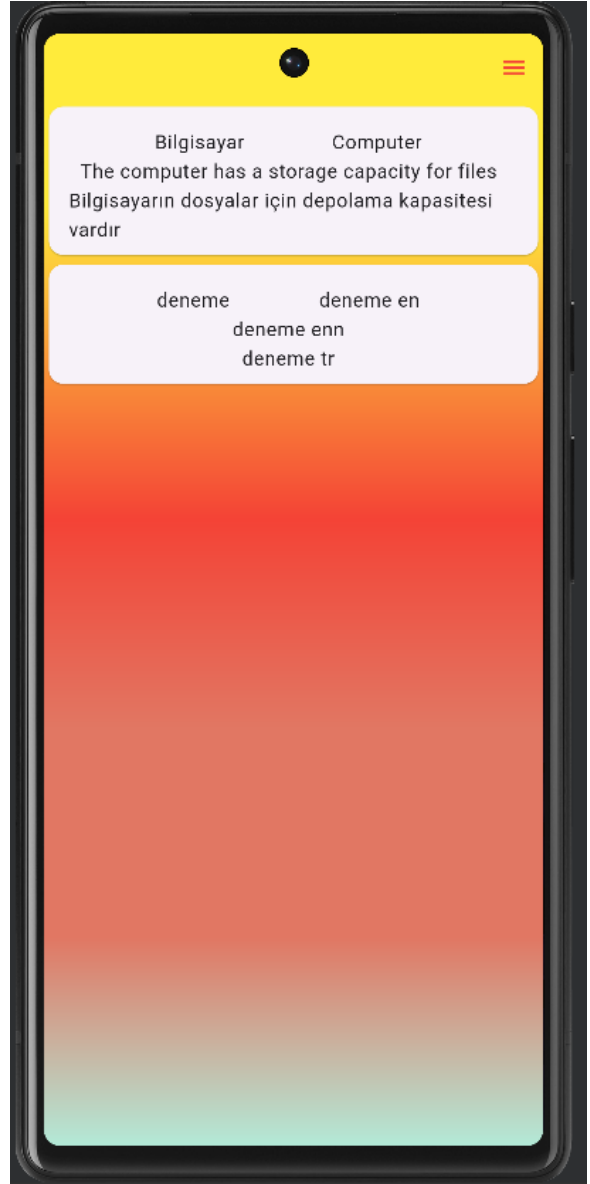 Bilgisayar Computer
The computer has a storage capacity for files
Bilgisayarın dosyalar için depolama kapasitesi
vardır
deneme deneme en
deneme enn
deneme tr